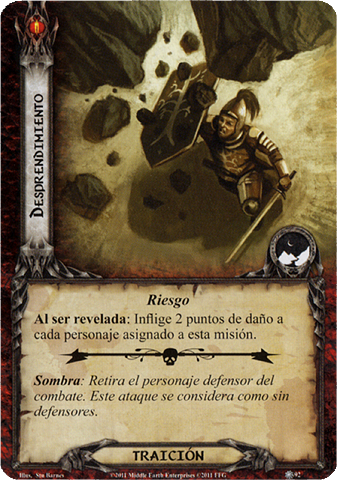 DESPRENDIMIENTO
Riesgo
Al ser revelada: Inflige 2 puntos de daño a
cada personaje asignado a esta misión.
Sombra: Retira el personaje defensor del
combate. Este ataque se considera como sin
defensores.
TRAICIÓN
Illus. Stu Barnes
©2011 Middle Earth Enterprises ©2011 FFG